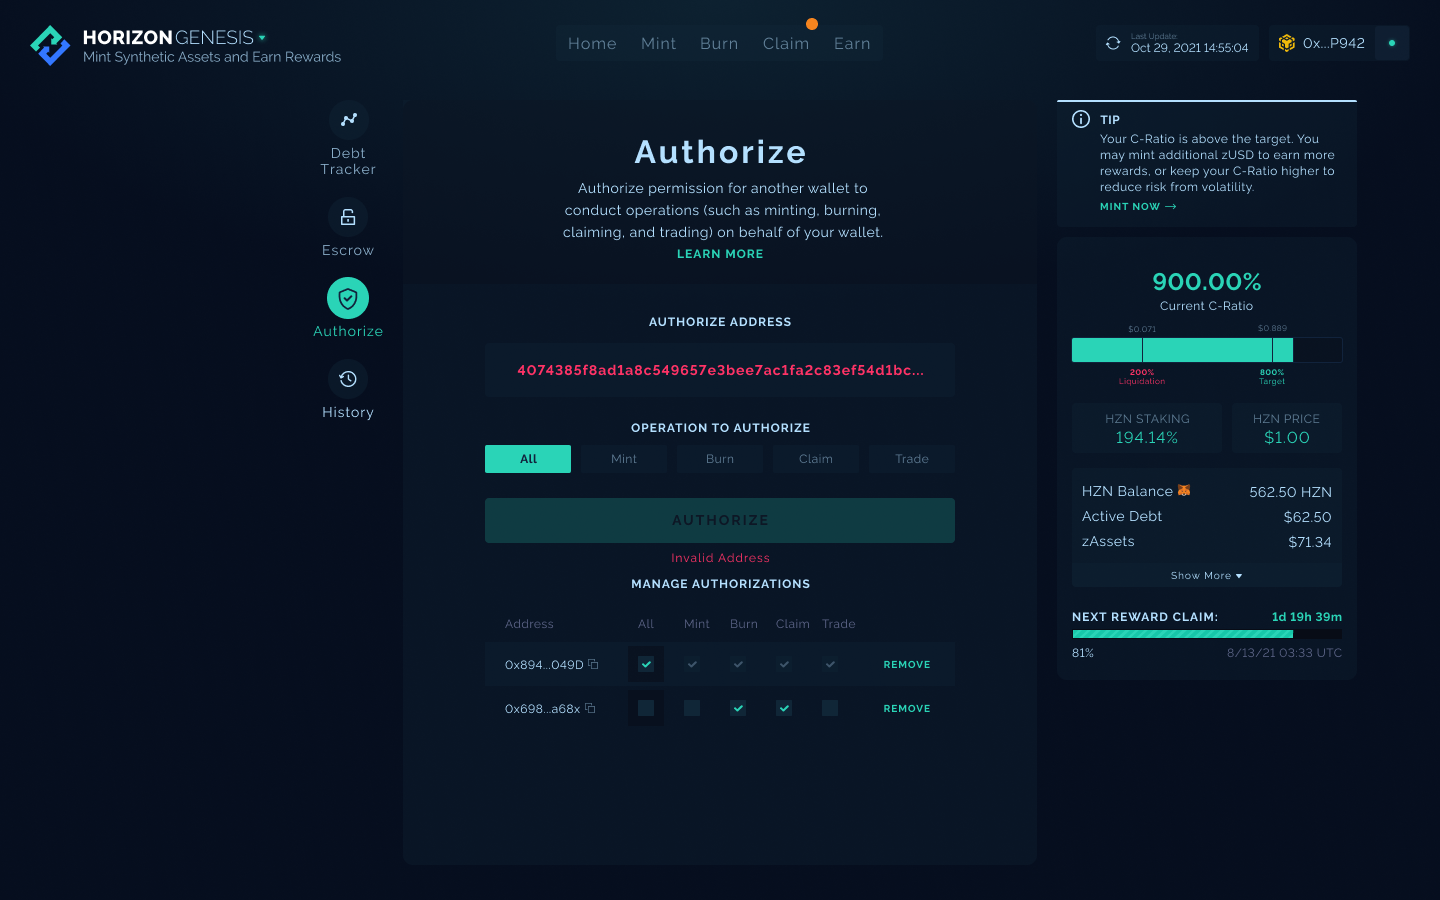 HORIZON GENESIS
Mint Synthetic Assets and Earn Rewards
Home Mint Burn Claim Earn
Last Update:
Oct 29, 2021 14:55:04
0x...P942
Debt
Tracker
Escrow
Authorize
History
Authorize
Authorize permission for another wallet to
conduct operations (such as minting, burning,
claiming, and trading) on behalf of your wallet.
LEARN MORE
AUTHORIZE ADDRESS
4074385f8ad1a8c549657e3bee7ac1fa2c83ef54d1bc...
OPERATION TO AUTHORIZE
All Mint Burn Claim Trade
AUTHORIZE
Invalid Address
MANAGE AUTHORIZATIONS
Address All Mint Burn Claim Trade
0x894...049D REMOVE
0x698...a68x REMOVE
TIP
Your C-Ratio is above the target. You
may mint additional zUSD to earn more
rewards, or keep your C-Ratio higher to
reduce risk from volatility.
MINT NOW →
900.00%
Current C-Ratio
$0.071 $0.889
200% 800%
Liquidation Target
HZN STAKING HZN PRICE
194.14% $1.00
HZN Balance 562.50 HZN
Active Debt $62.50
zAssets $71.34
Show More
NEXT REWARD CLAIM: 1d 19h 39m
81% 8/13/21 03:33 UTC